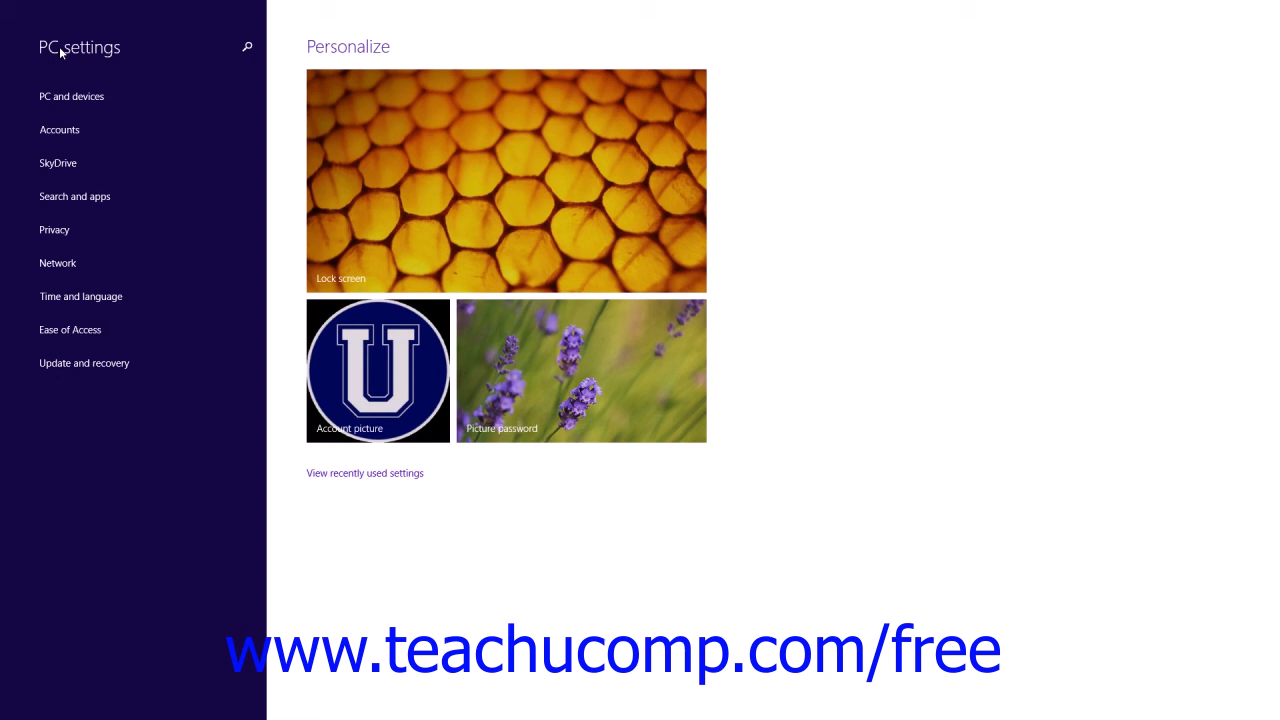 PC settings
PC and devices
Accounts
SkyDrive
Search and apps
Privacy
Network
Time and language
Ease of Access
Update and recovery
Personalize
Lock screen
U
Account picture
Picture password
View recently used settings
www.teachucomp.com/free